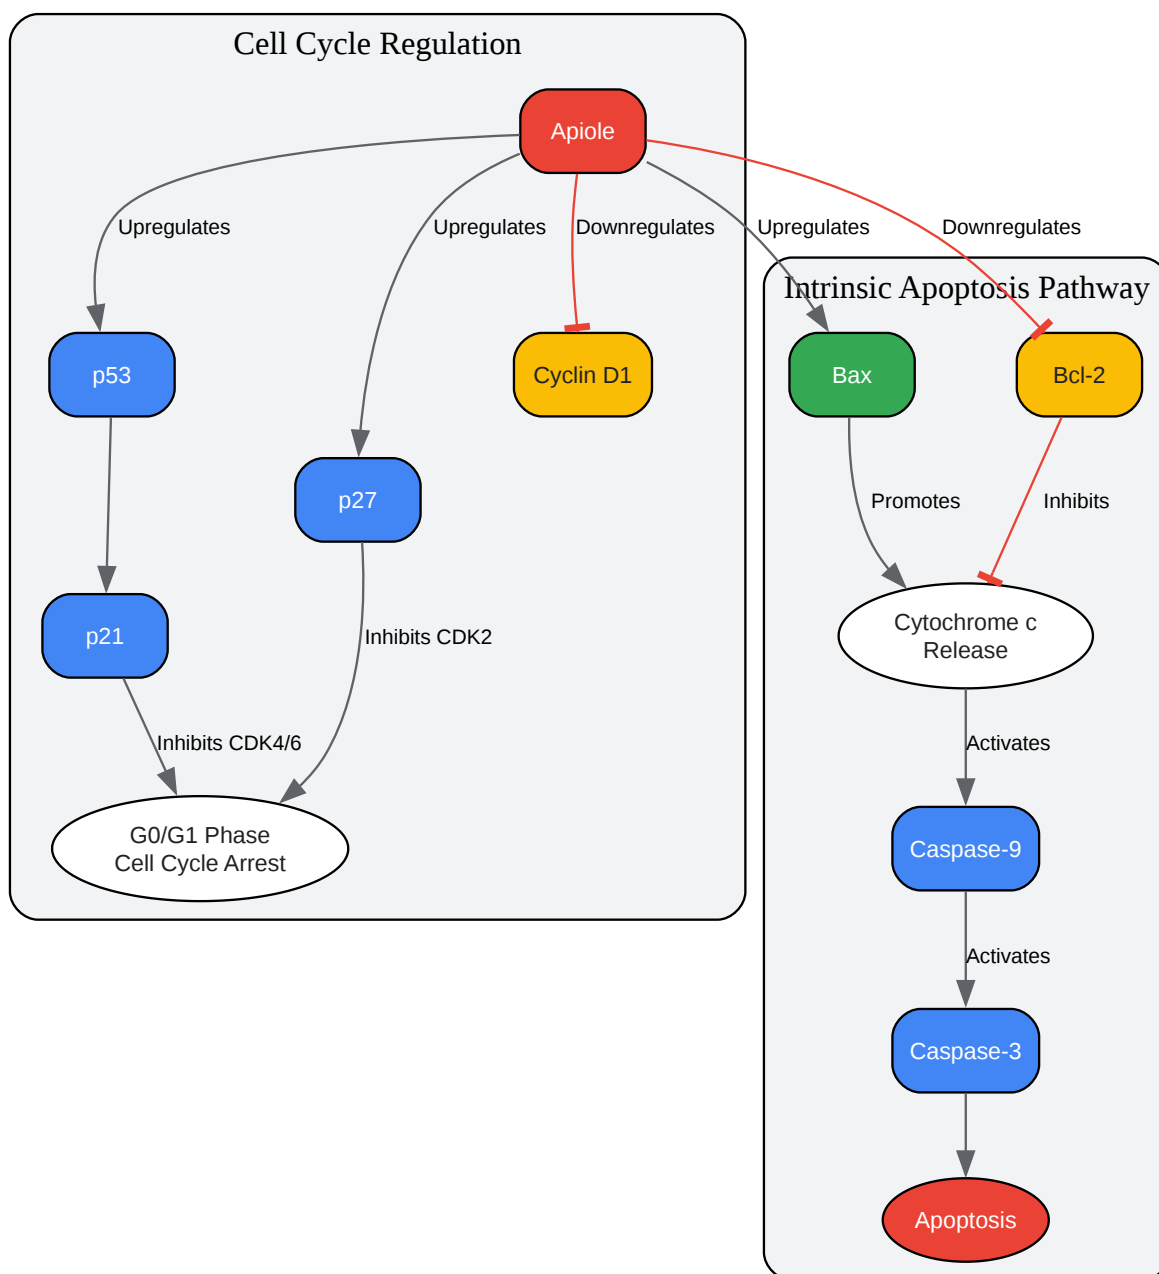 Cell Cycle Regulation
Apiole
Upregulates
Upregulates
Downregulates
Upregulates
Downregulates
Intrinsic Apoptosis Pathway
p53
Cyclin D1
Bax
Bcl-2
p27
Promotes
Inhibits
p21
Inhibits CDK2
Cytochrome c
Release
Inhibits CDK4/6
Activates
G0/G1 Phase
Cell Cycle Arrest
Caspase-9
Activates
Caspase-3
Apoptosis